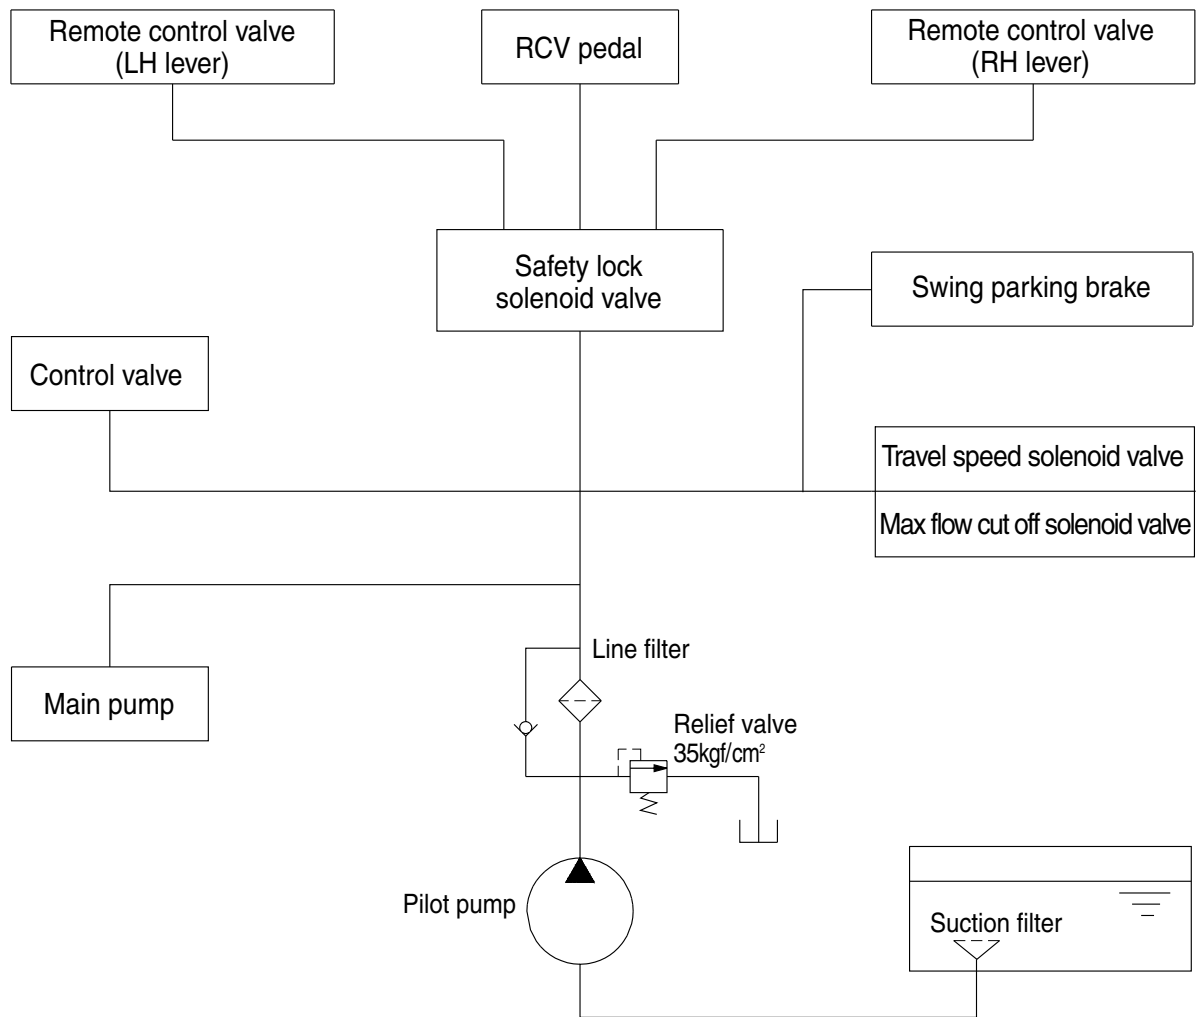 Remote control valve
(LH lever)
RCV pedal
Remote control valve
(RH lever)
Safety lock
solenoid valve
Swing parking brake
Control valve
Travel speed solenoid valve
Max flow cut off solenoid valve
Line filter
Main pump
Relief valve
35kgf/cm²
Pilot pump
Suction filter